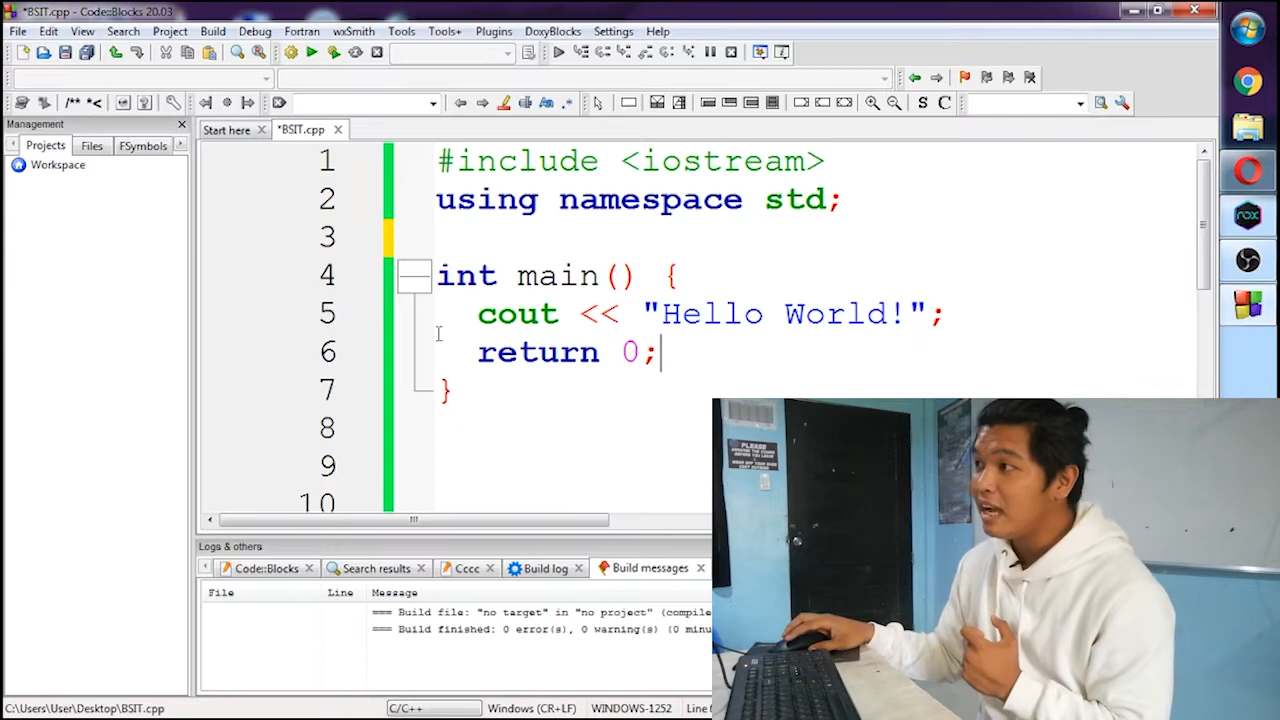 *BSIT.cpp - Code::Blocks 20.03
File Edit View Search Project Build Debug Fortran wxSmith Tools Tools+ Plugins DoxyBlocks Settings Help
/** *<
S C
Management
Start here *BSIT.cpp
Projects Files FSymbols
Workspace
1 #include <iostream>
2 using namespace std;
3
4 int main() {
5 cout << "Hello World!";
6 return 0;
7 }
8
9
10
Logs & others
Code::Blocks Search results Cccc Build log Build messages
File Line Message
=== Build file: "no target" in "no project" (compile
=== Build finished: 0 error(s), 0 warning(s) (0 minu
C:\Users\User\Desktop\BSIT.cpp C/C++ Windows (CR+LF) WINDOWS-1252 Line
PLEASE
nox